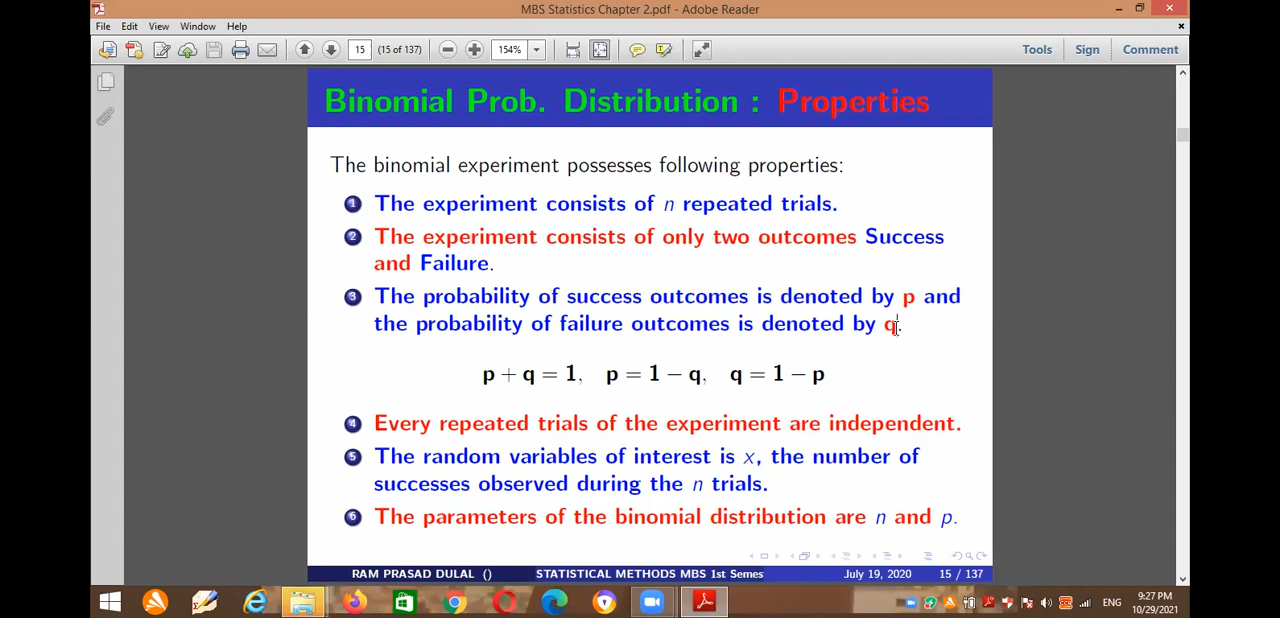 MBS Statistics Chapter 2.pdf - Adobe Reader
File Edit View Window Help
15 (15 of 137) 154% Tools Sign Comment
Binomial Prob. Distribution : Properties
The binomial experiment possesses following properties:
1 The experiment consists of n repeated trials.
2 The experiment consists of only two outcomes Success
and Failure.
3 The probability of success outcomes is denoted by p and
the probability of failure outcomes is denoted by q.
p + q = 1, p = 1 − q, q = 1 − p
4 Every repeated trials of the experiment are independent.
5 The random variables of interest is x, the number of
successes observed during the n trials.
6 The parameters of the binomial distribution are n and p.
RAM PRASAD DULAL () STATISTICAL METHODS MBS 1st Semest July 19, 2020 15 / 137
ENG 9:27 PM
10/29/2021